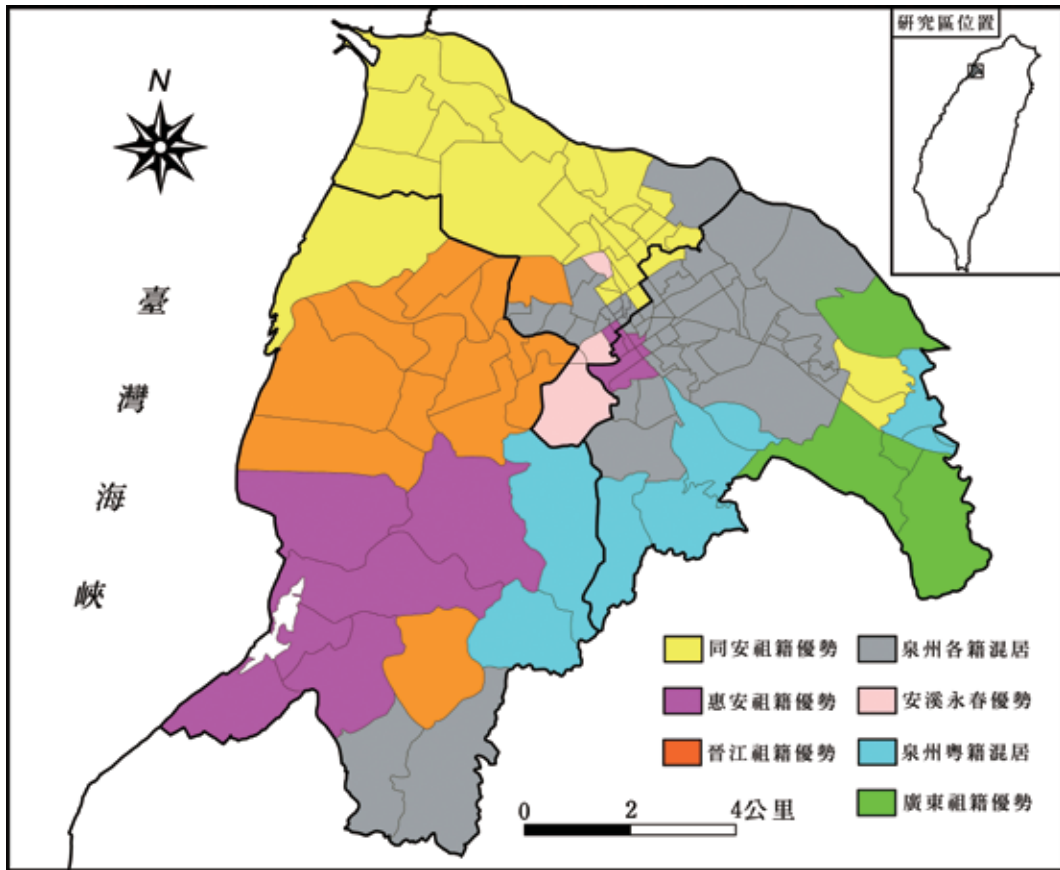 研究區位置
N
臺灣海峽
同安祖籍優勢
泉州各籍混居
惠安祖籍優勢
安溪永春優勢
晉江祖籍優勢
泉州粵籍混居
廣東祖籍優勢
0 2 4公里